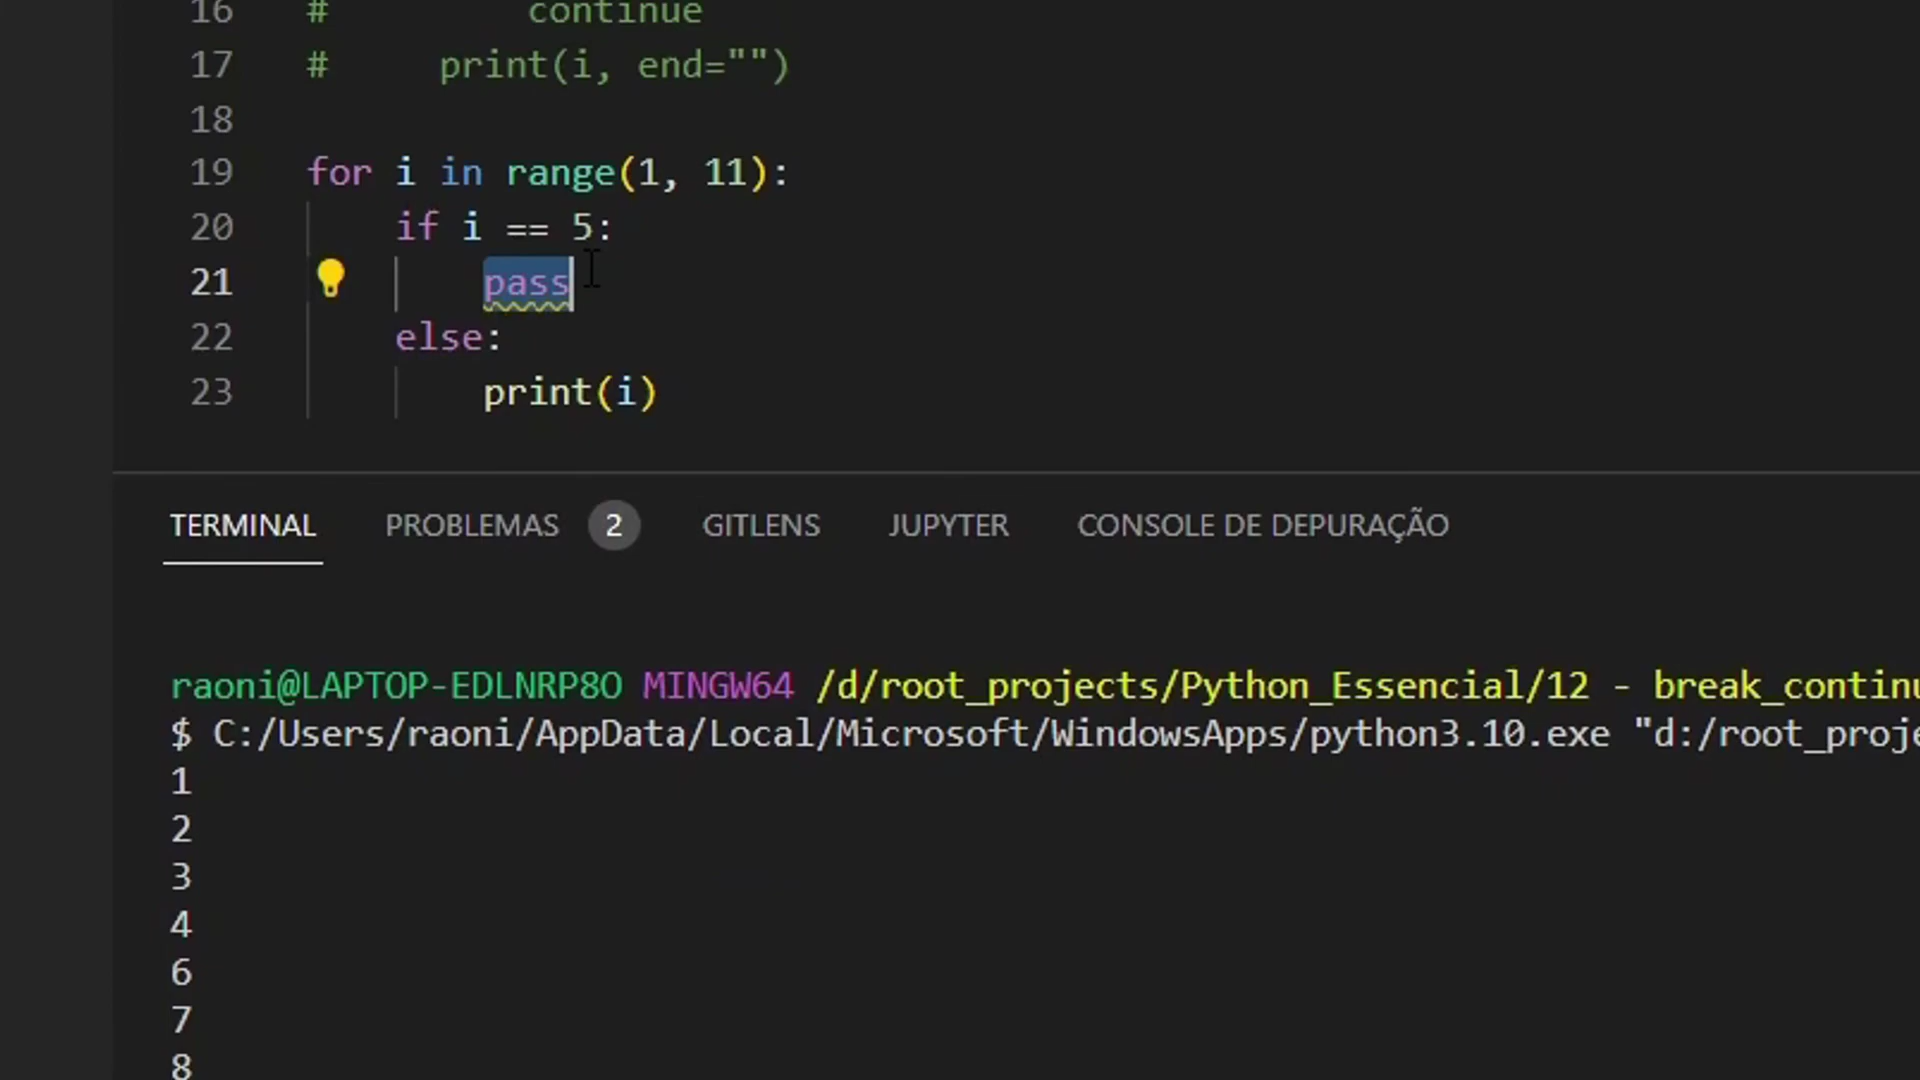 16 # continue
17 # print(i, end="")
18
19 for i in range(1, 11):
20 if i == 5:
21 pass
22 else:
23 print(i)
TERMINAL PROBLEMAS 2 GITLENS JUPYTER CONSOLE DE DEPURAÇÃO
raoni@LAPTOP-EDLNRP8O MINGW64 /d/root_projects/Python_Essencial/12 - break_continu
$ C:/Users/raoni/AppData/Local/Microsoft/WindowsApps/python3.10.exe "d:/root_proje
1
2
3
4
6
7
8